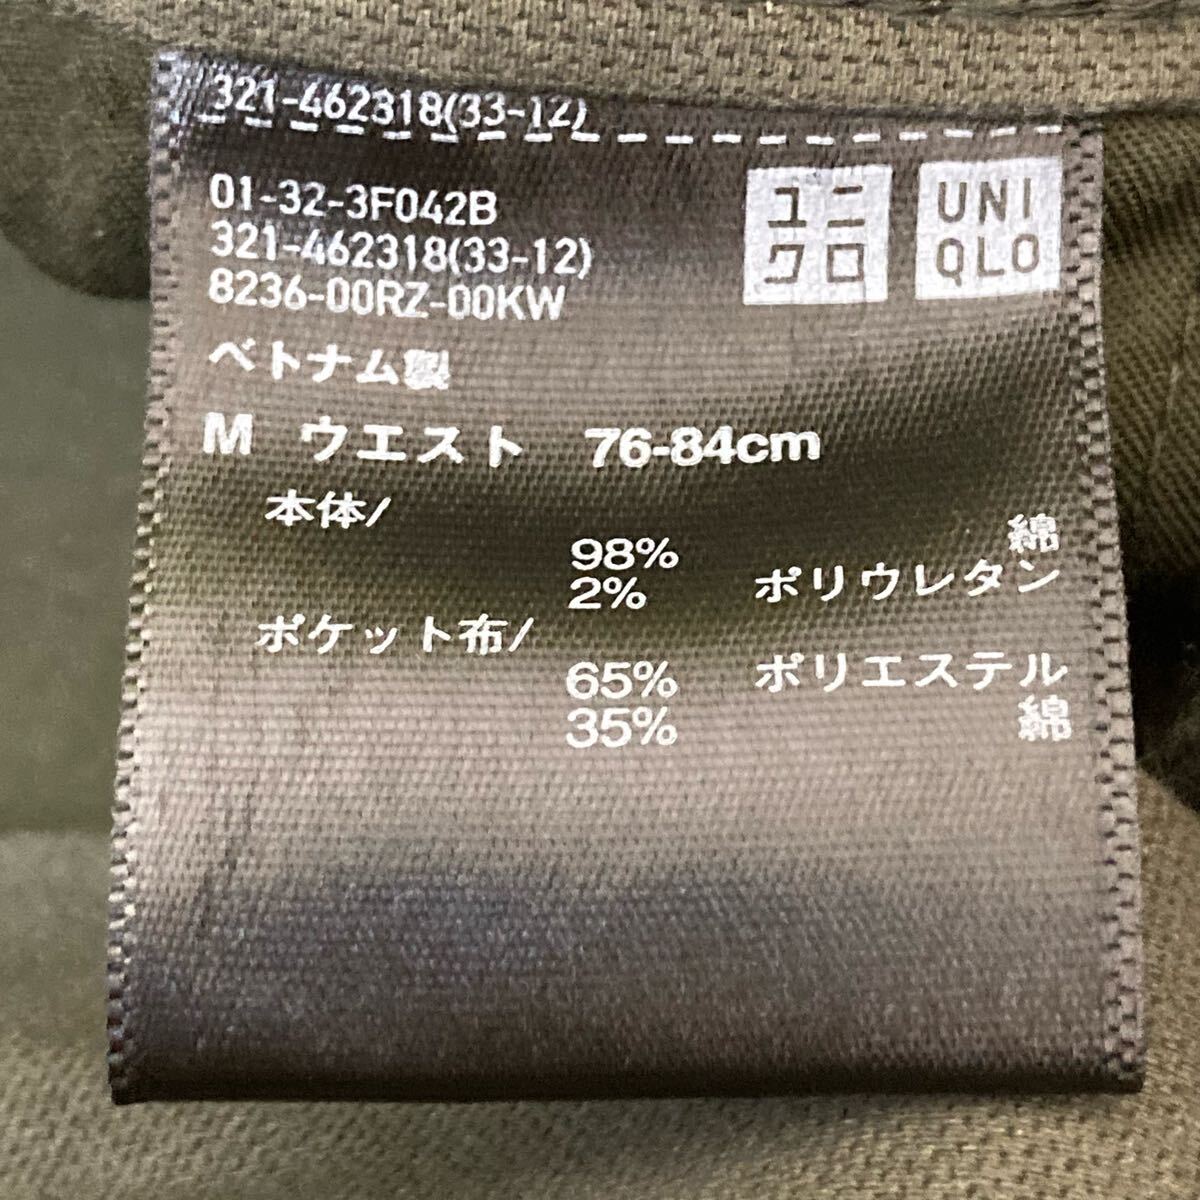 321-462318(33-12)
01-32-3F042B
321-462318(33-12)
8236-00RZ-00KW
ユニ
クロ
UNI
QLO
ベトナム製
M ウエスト 76-84cm
本体/
98% 綿
2% ポリウレタン
ポケット布/
65% ポリエステル
35% 綿